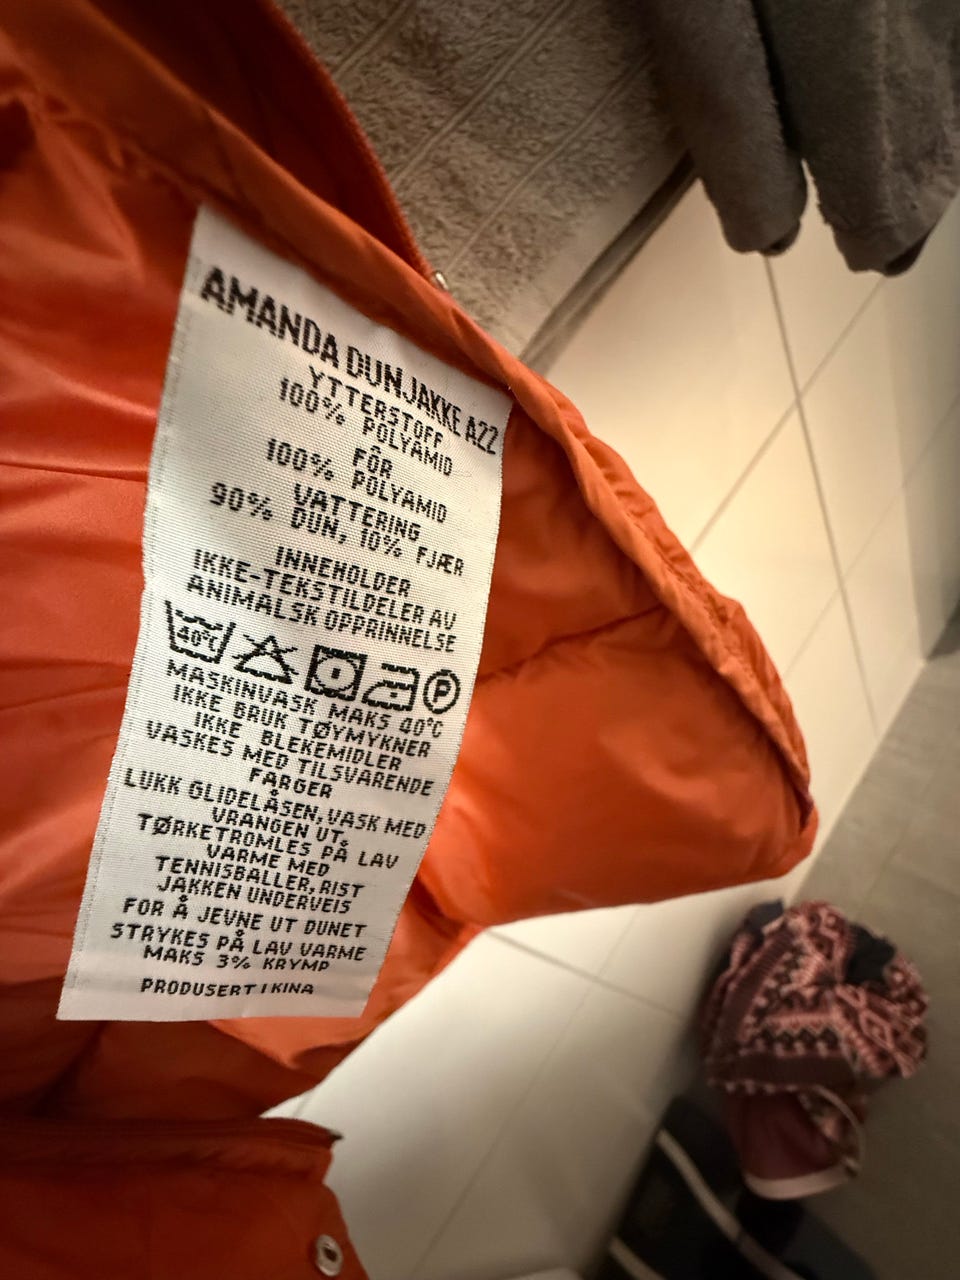 AMANDA DUNJAKKE A22
YTTERSTOFF
100% POLYAMID
FÔR
100% POLYAMID
VATTERING
90% DUN, 10% FJÆR
INNEHOLDER
IKKE-TEKSTILDELER AV
ANIMALSK OPPRINNELSE
40°C P
MASKINVASK MAKS 40°C
IKKE BRUK TØYMYKNER
IKKE BLEKEMIDLER
VASKES MED TILSVARENDE
FARGER
LUKK GLIDELÅSEN, VASK MED
VRANGEN UT.
TØRKETROMLES PÅ LAV
VARME MED
TENNISBALLER, RIST
JAKKEN UNDERVEIS
FOR Å JEVNE UT DUNET
STRYKES PÅ LAV VARME
MAKS 3% KRYMP
PRODUSERT I KINA